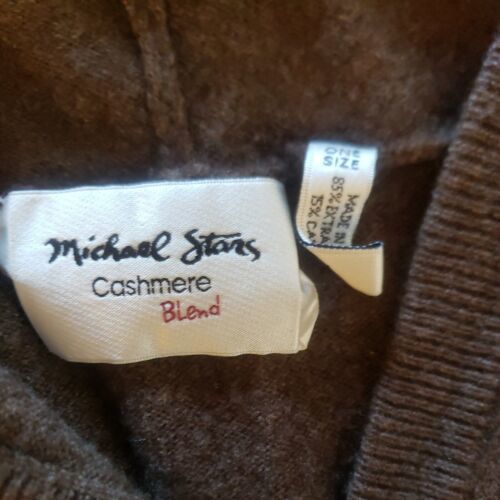 Michael Stars
Cashmere
Blend
ONE
SIZE
MADE IN
85% EXTRA
15% CA